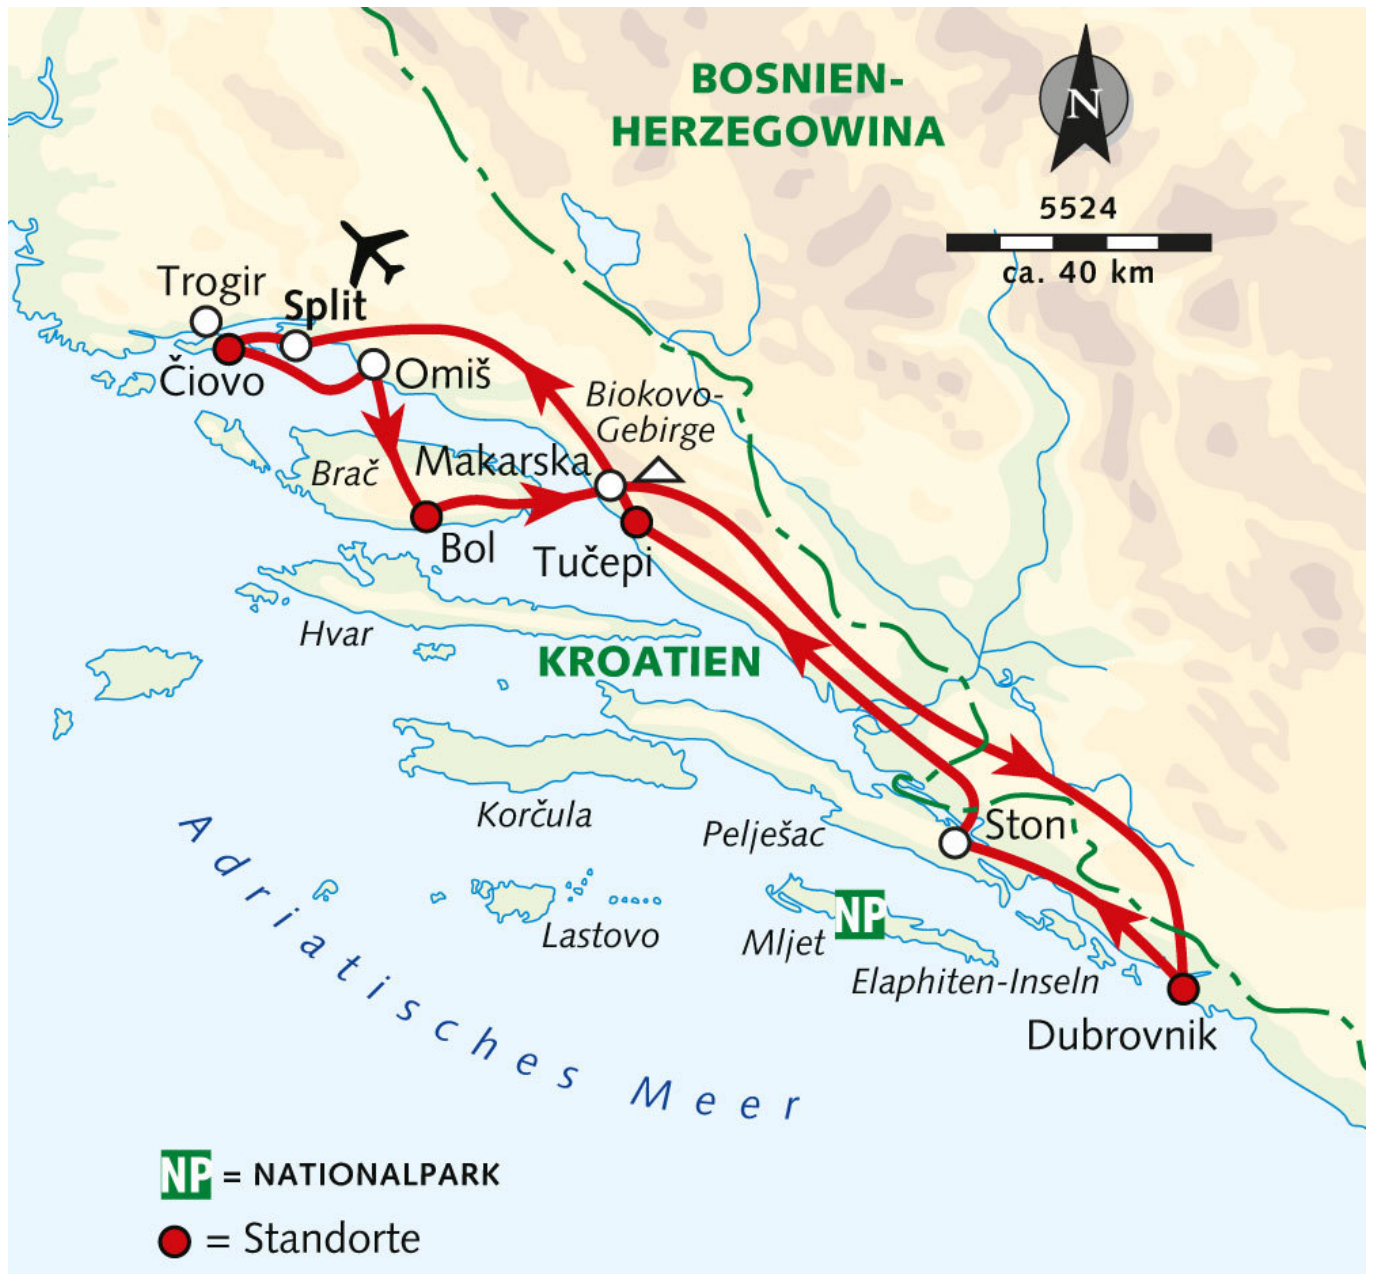 BOSNIEN-
HERZEGOWINA
N
5524
ca. 40 km
Trogir
Split
Čiovo
Omiš
Biokovo-
Gebirge
Brač
Makarska
Bol
Tučepi
Hvar
KROATIEN
Korčula
Pelješac
Ston
NP
Lastovo
Mljet
Elaphiten-Inseln
Dubrovnik
Adriatisches Meer
NP = NATIONALPARK
= Standorte